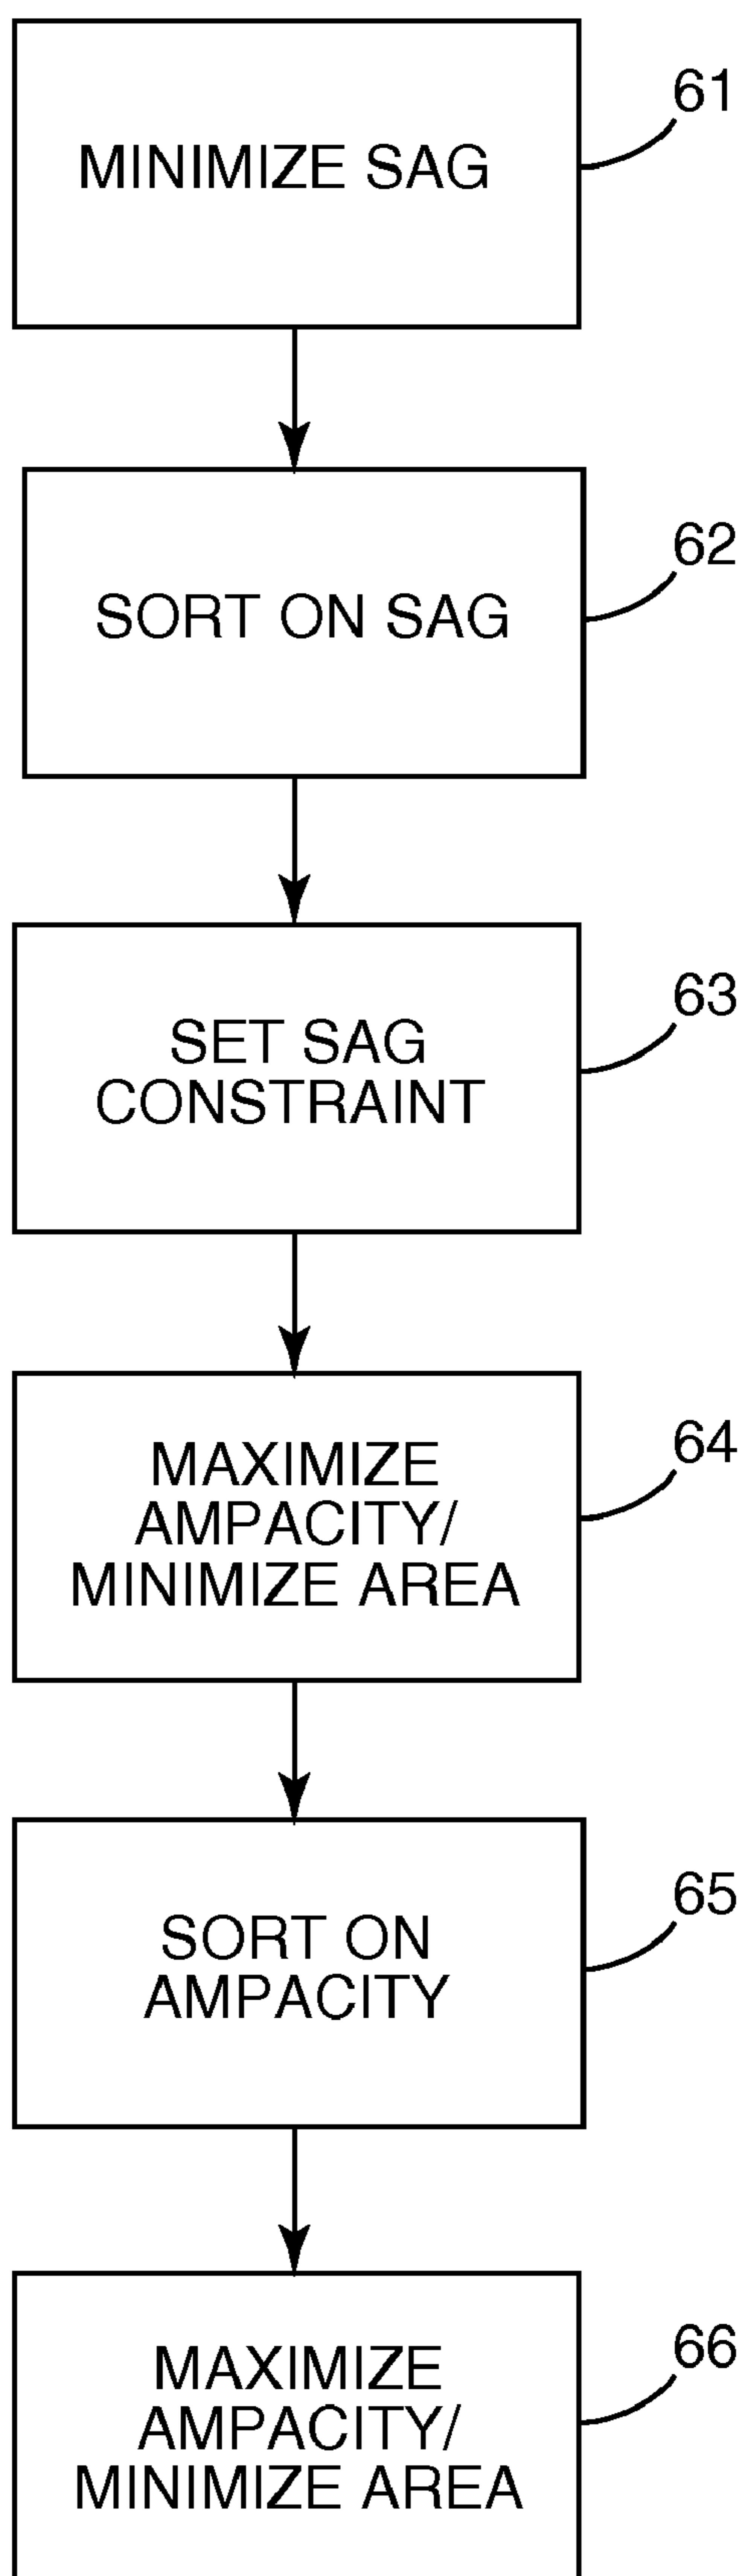 61
MINIMIZE SAG
62
SORT ON SAG
63
SET SAG
CONSTRAINT
64
MAXIMIZE
AMPACITY/
MINIMIZE AREA
65
SORT ON
AMPACITY
66
MAXIMIZE
AMPACITY/
MINIMIZE AREA